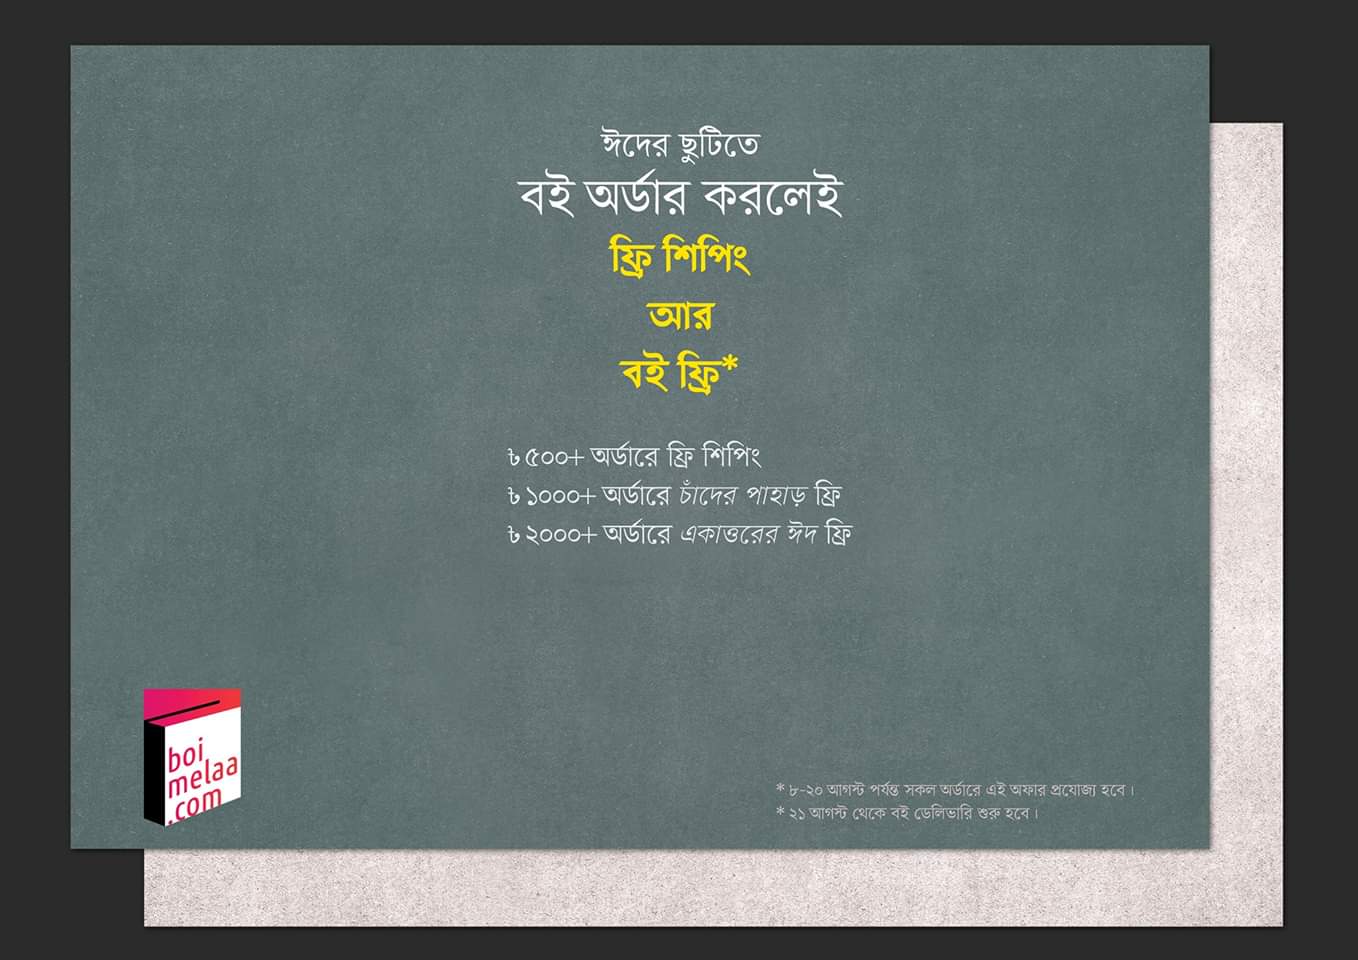 ঈদের ছুটিতে
বই অর্ডার করলেই
ফ্রি শিপিং
আর
বই ফ্রি*
৳ ৫০০+ অর্ডারে ফ্রি শিপিং
৳ ১০০০+ অর্ডারে চাঁদের পাহাড় ফ্রি
৳ ২০০০+ অর্ডারে একাত্তরের ঈদ ফ্রি
boi
melaa
.com
* ৮-২০ আগস্ট পর্যন্ত সকল অর্ডারে এই অফার প্রযোজ্য হবে।
* ২১ আগস্ট থেকে বই ডেলিভারি শুরু হবে।